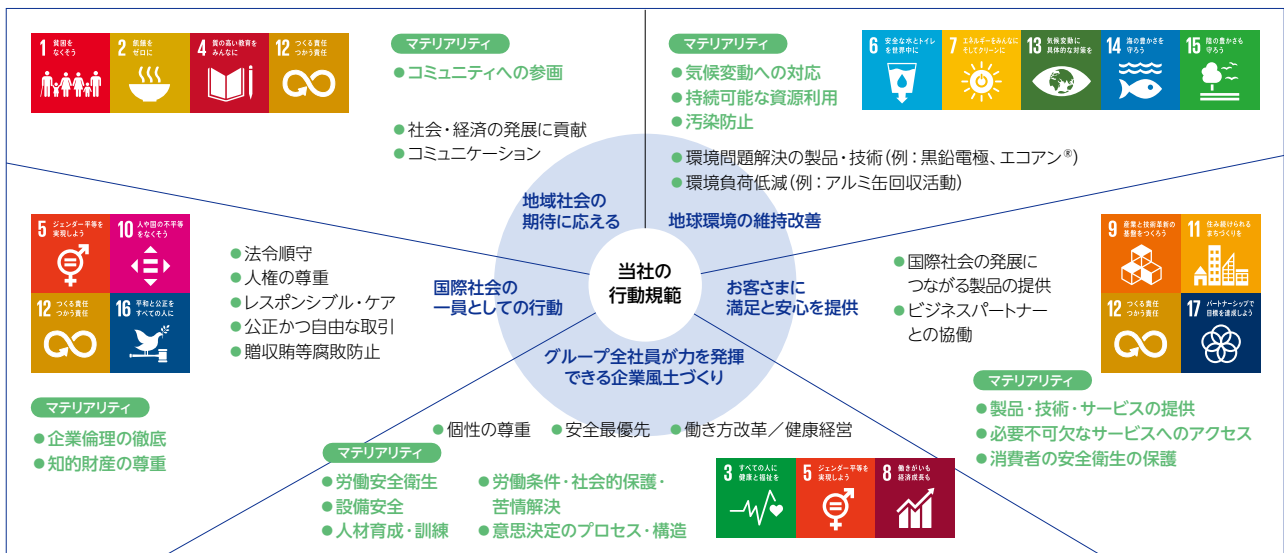 1 貧困を
なくそう
2 飢餓を
ゼロに
4 質の高い教育を
みんなに
12 つくる責任
つかう責任
マテリアリティ
●コミュニティへの参画
●社会・経済の発展に貢献
●コミュニケーション
地域社会の
期待に応える
マテリアリティ
●気候変動への対応
●持続可能な資源利用
●汚染防止
6 安全な水とトイレ
を世界中に
7 エネルギーをみんなに
そしてクリーンに
13 気候変動に
具体的な対策を
14 海の豊かさを
守ろう
15 陸の豊かさも
守ろう
●環境問題解決の製品・技術(例：黒鉛電極、エコアン®)
●環境負荷低減(例：アルミ缶回収活動)
地球環境の維持改善
5 ジェンダー平等を
実現しよう
10 人や国の不平等
をなくそう
12 つくる責任
つかう責任
16 平和と公正を
すべての人に
●法令順守
●人権の尊重
●レスポンシブル・ケア
●公正かつ自由な取引
●贈収賄等腐敗防止
国際社会の
一員としての行動
マテリアリティ
●企業倫理の徹底
●知的財産の尊重
当社の
行動規範
お客さまに
満足と安心を提供
●国際社会の発展に
つながる製品の提供
●ビジネスパートナー
との協働
9 産業と技術革新の
基盤をつくろう
11 住み続けられる
まちづくりを
12 つくる責任
つかう責任
17 パートナーシップで
目標を達成しよう
マテリアリティ
●製品・技術・サービスの提供
●必要不可欠なサービスへのアクセス
●消費者の安全衛生の保護
グループ全社員が力を発揮
できる企業風土づくり
●個性の尊重 ●安全最優先 ●働き方改革／健康経営
マテリアリティ
●労働安全衛生
●設備安全
●人材育成・訓練
●労働条件・社会的保護・
苦情解決
●意思決定のプロセス・構造
3 すべての人に
健康と福祉を
5 ジェンダー平等を
実現しよう
8 働きがいも
経済成長も